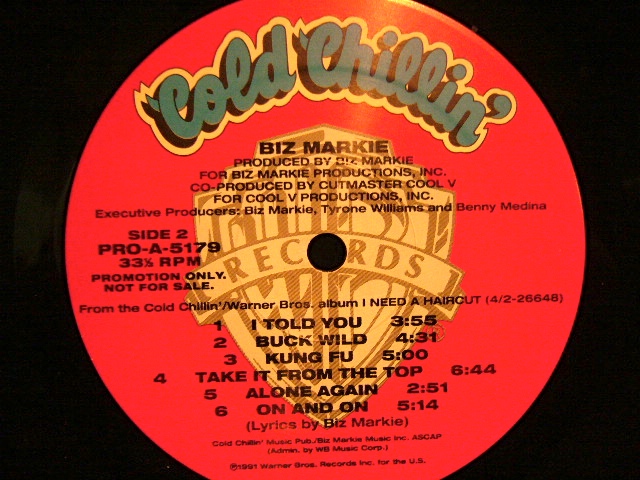 Cold Chillin'
BIZ MARKIE
PRODUCED BY BIZ MARKIE
FOR BIZ MARKIE PRODUCTIONS, INC.
CO-PRODUCED BY CUTMASTER COOL V
FOR COOL V PRODUCTIONS, INC.
Executive Producers: Biz Markie, Tyrone Williams and Benny Medina
SIDE 2
PRO-A-5179
33⅓ RPM
PROMOTION ONLY.
NOT FOR SALE.
RECORDS
From the Cold Chillin'/Warner Bros. album I NEED A HAIRCUT (4/2-26648)
1 I TOLD YOU 3:55
2 BUCK WILD 4:31
3 KUNG FU 5:00
4 TAKE IT FROM THE TOP 6:44
5 ALONE AGAIN 2:51
6 ON AND ON 5:14
(Lyrics by Biz Markie)
Cold Chillin' Music Pub./Biz Markie Music Inc. ASCAP
(Admin. by WB Music Corp.)
℗1991 Warner Bros. Records Inc. for the U.S.